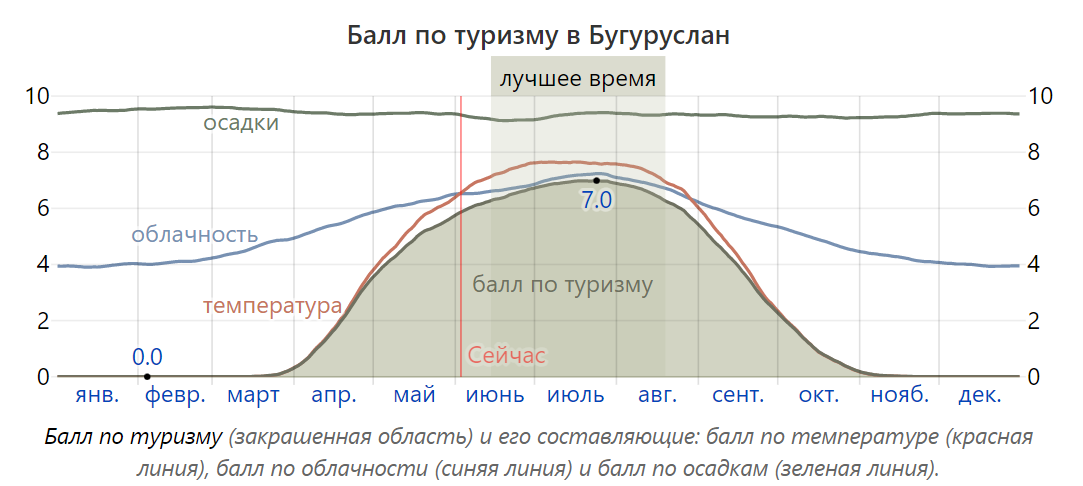 Балл по туризму в Бугуруслан
лучшее время
10 10
осадки
8 8
7.0
6 6
облачность
4 4
балл по туризму
температура
2 2
0.0
Сейчас
0 0
янв. февр. март апр. май июнь июль авг. сент. окт. нояб. дек.
Балл по туризму (закрашенная область) и его составляющие: балл по температуре (красная
линия), балл по облачности (синяя линия) и балл по осадкам (зеленая линия).